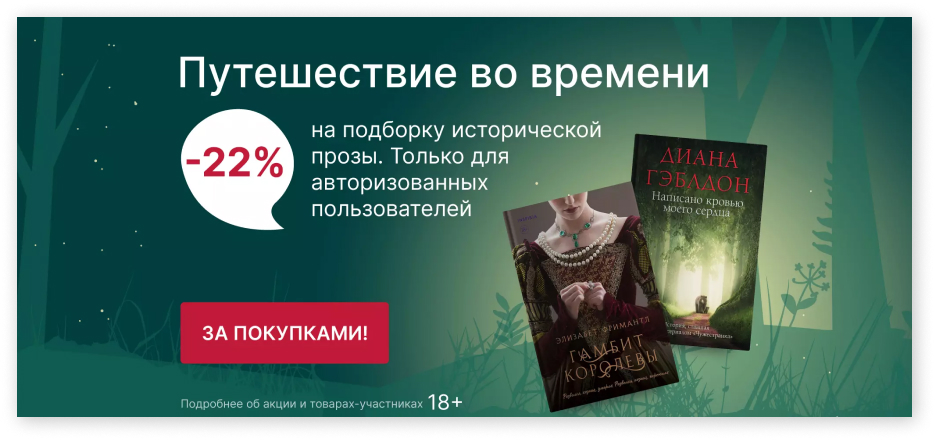 Путешествие во времени
-22%
на подборку исторической
прозы. Только для
авторизованных
пользователей
ДИАНА
ГЭБЛДОН
Написано кровью
моего сердца
ЭЛИЗАБЕТ ФРИМАНТЛ
ГАМБИТ
КОРОЛЕВЫ
ЗА ПОКУПКАМИ!
Подробнее об акции и товарах-участниках 18+